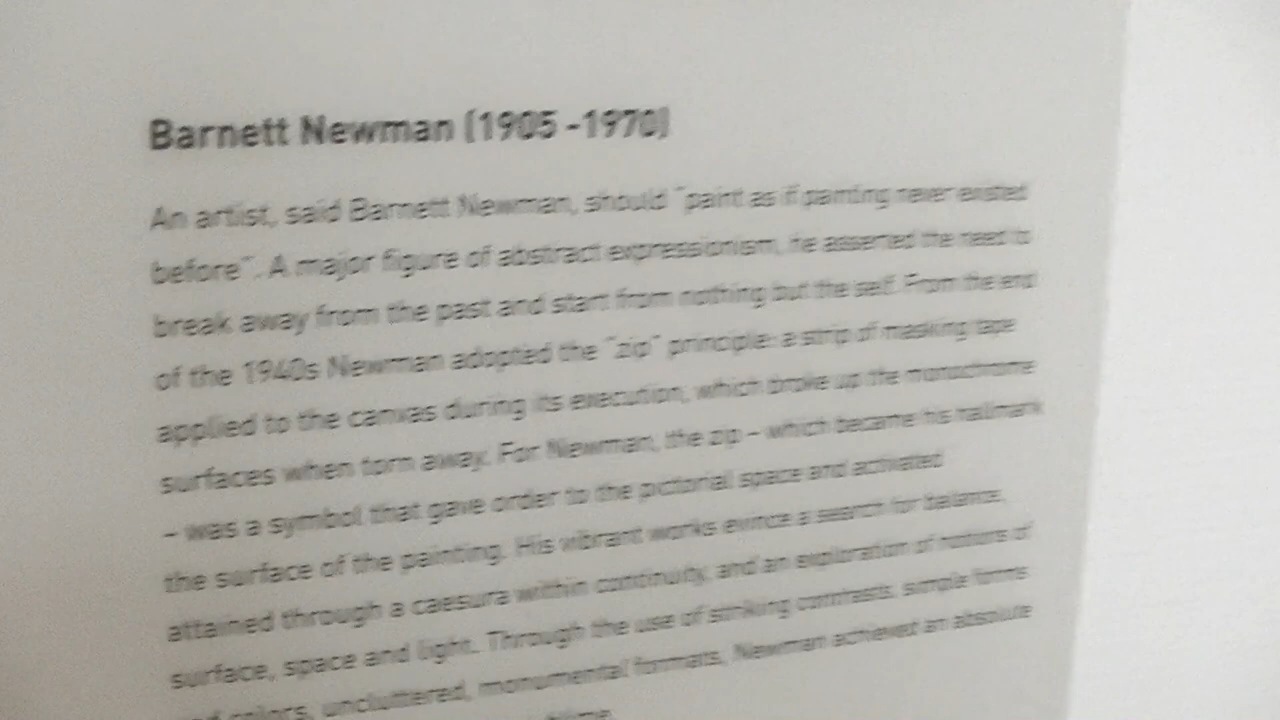 Barnett Newman (1905 -1970)
An artist, said Barnett Newman, should "paint as if painting never existed
before". A major figure of abstract expressionism, he asserted the need to
break away from the past and start from nothing but the self. From the end
of the 1940s Newman adopted the "zip" principle: a strip of masking tape
applied to the canvas during its execution, which broke up the monochrome
surfaces when torn away. For Newman, the zip – which became his hallmark
– was a symbol that gave order to the pictorial space and activated
the surface of the painting. His vibrant works evince a search for balance,
attained through a caesura within continuity, and an exploration of notions of
surface, space and light. Through the use of striking contrasts, simple forms
and colors, uncluttered, monumental formats, Newman achieved an absolute